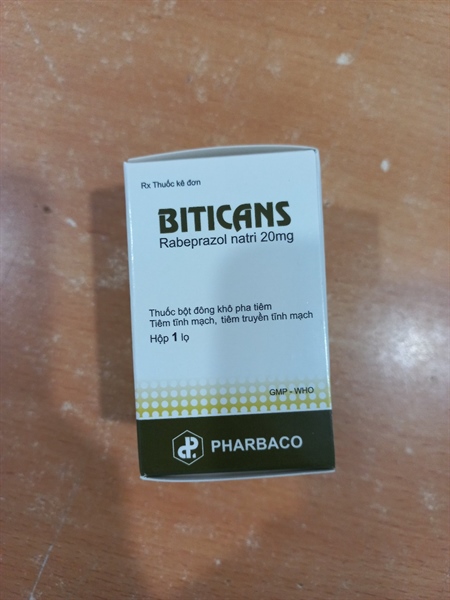 Rx Thuốc kê đơn
BITICANS
Rabeprazol natri 20mg
Thuốc bột đông khô pha tiêm
Tiêm tĩnh mạch, tiêm truyền tĩnh mạch
Hộp 1 lọ
GMP - WHO
PHARBACO